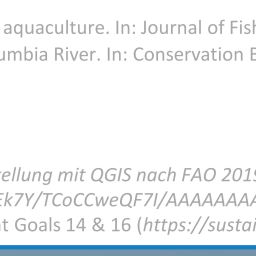 aquaculture. In: Journal of Fish
umbia River. In: Conservation B
ellung mit QGIS nach FAO 2019
Ek7Y/TCoCCweQF7I/AAAAAAAA
t Goals 14 & 16 (https://sustai